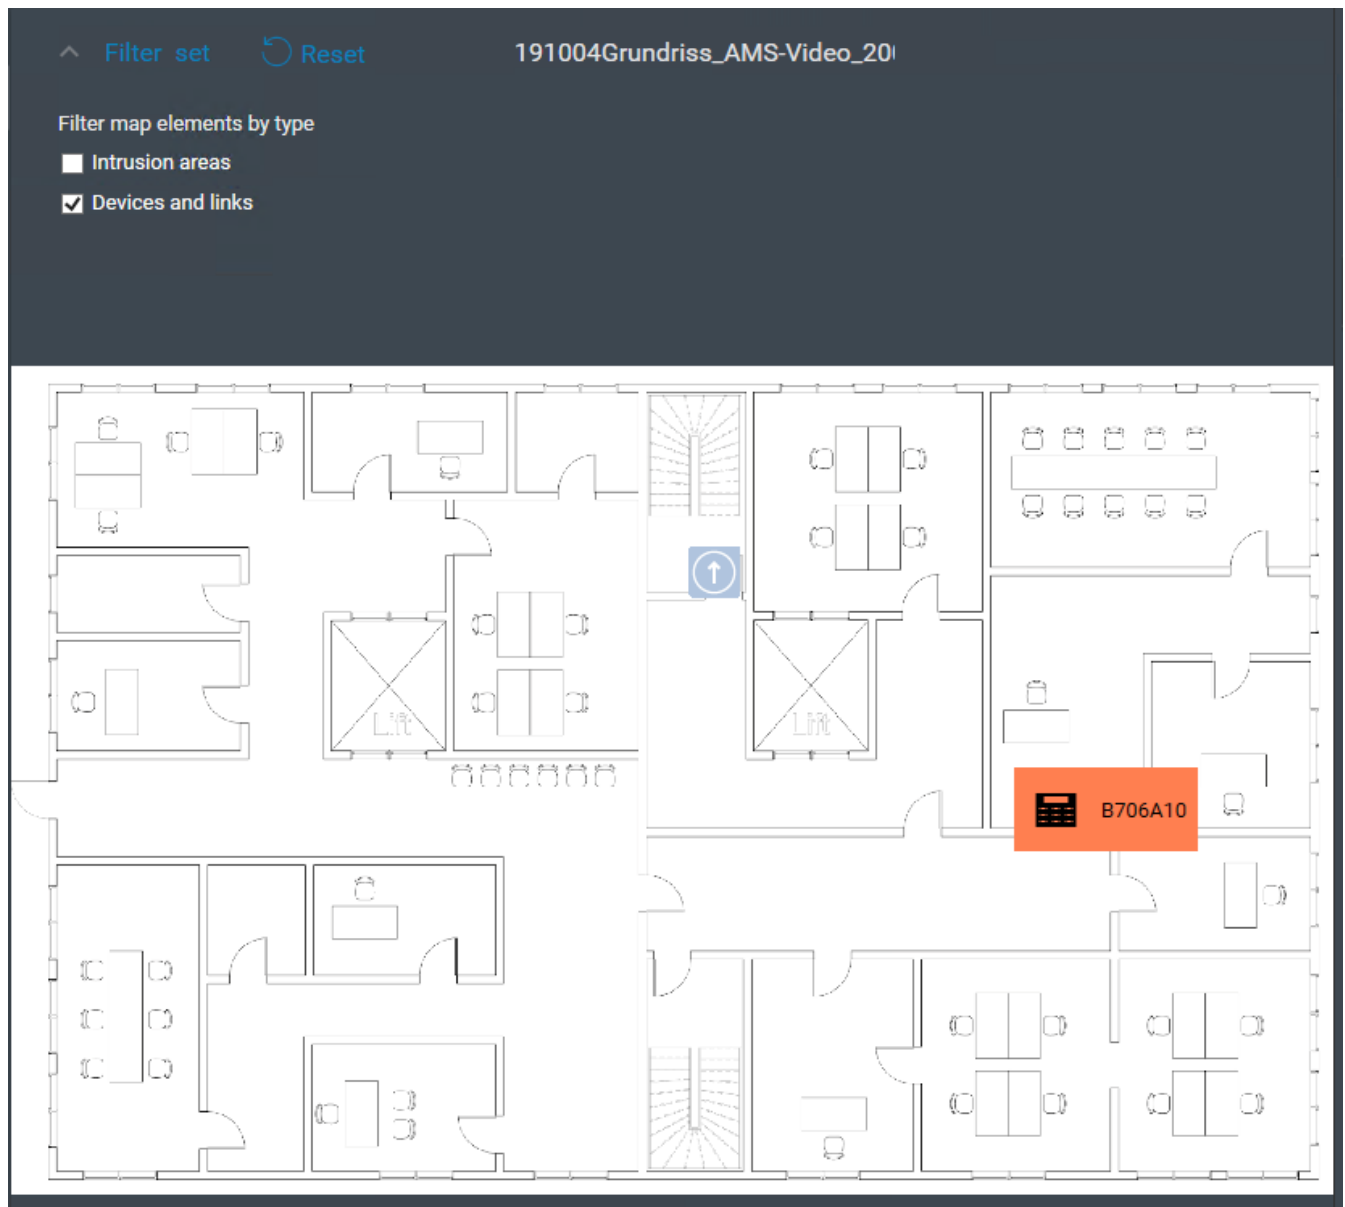 Filter set
Reset
191004Grundriss_AMS-Video_20
Filter map elements by type
Intrusion areas
Devices and links
Lift
Lift
B706A10